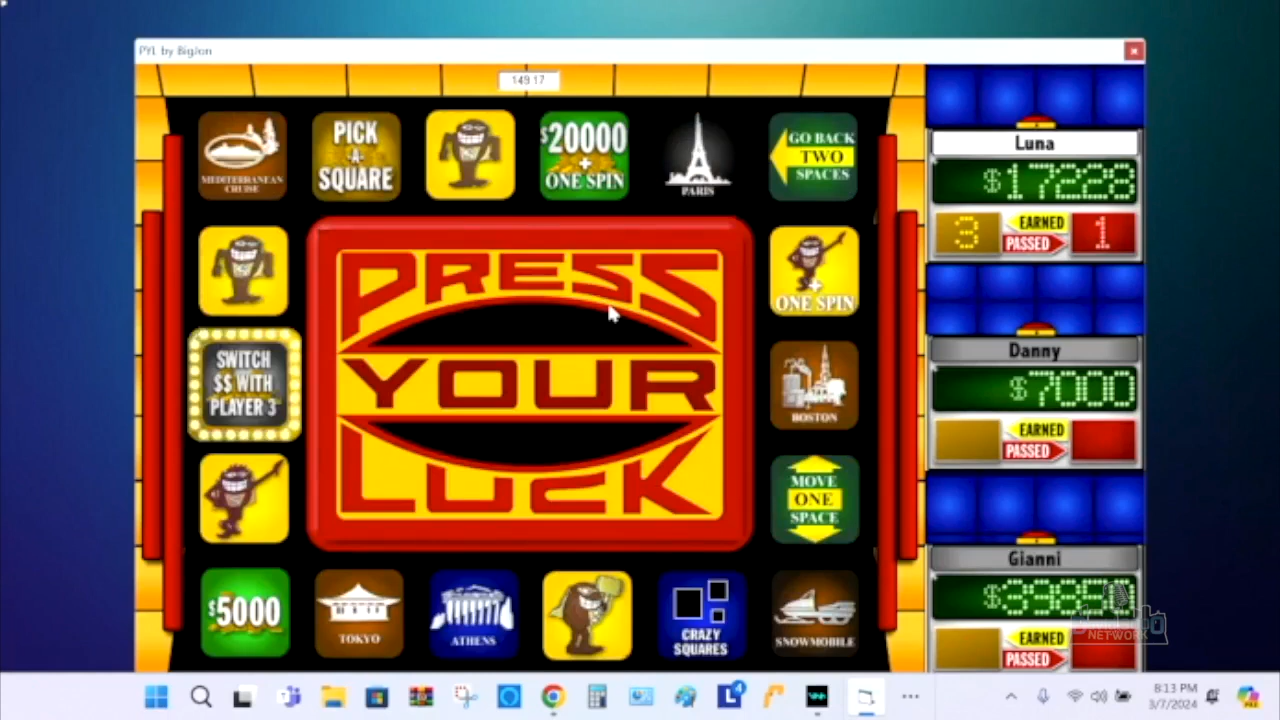 PYL by BigJon
149.17
MEDITERRANEAN
CRUISE
PICK
-A-
SQUARE
$20000
+
ONE SPIN
PARIS
GO BACK
TWO
SPACES
Luna
$17228
3
EARNED
PASSED
1
+
ONE SPIN
SWITCH
$$ WITH
PLAYER 3
PRESS
YOUR
LUCK
BOSTON
Danny
$7000
EARNED
PASSED
MOVE
ONE
SPACE
$5000
TOKYO
ATHENS
CRAZY
SQUARES
SNOWMOBILE
Gianni
EARNED
PASSED
NETWORK
L
4
8:13 PM
3/7/2024